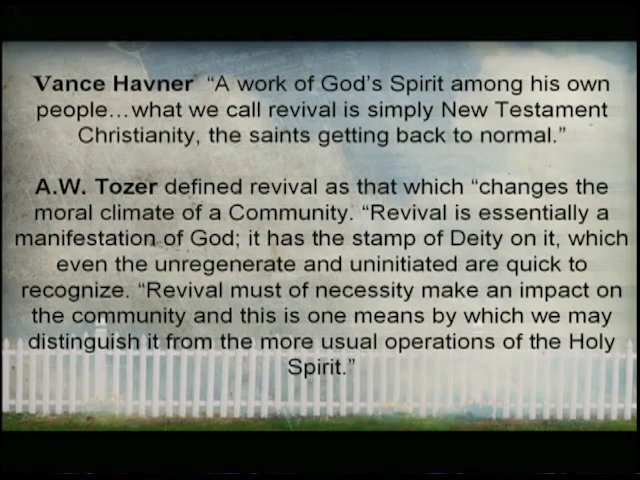 Vance Havner “A work of God’s Spirit among his own
people…what we call revival is simply New Testament
Christianity, the saints getting back to normal.”
A.W. Tozer defined revival as that which “changes the
moral climate of a Community. “Revival is essentially a
manifestation of God; it has the stamp of Deity on it, which
even the unregenerate and uninitiated are quick to
recognize. “Revival must of necessity make an impact on
the community and this is one means by which we may
distinguish it from the more usual operations of the Holy
Spirit.”